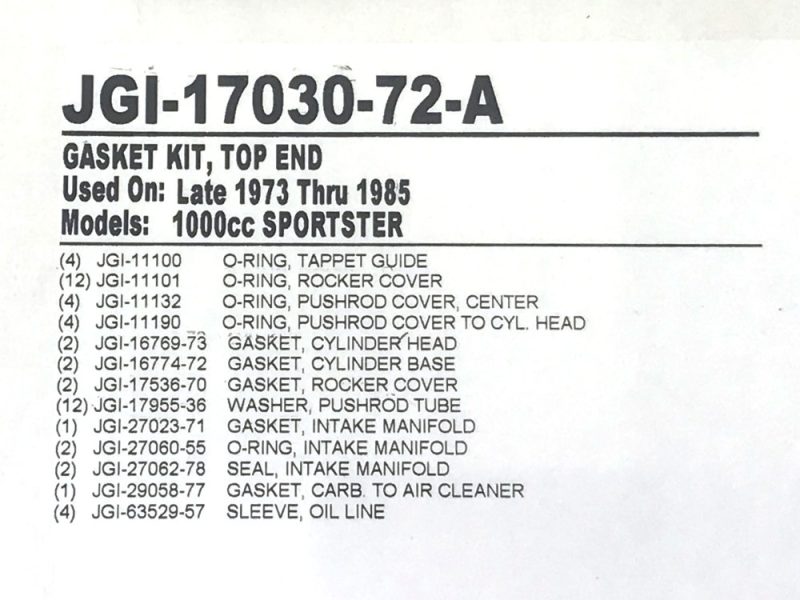 JGI-17030-72-A
GASKET KIT, TOP END
Used On: Late 1973 Thru 1985
Models: 1000cc SPORTSTER
(4) JGI-11100 O-RING, TAPPET GUIDE
(12) JGI-11101 O-RING, ROCKER COVER
(4) JGI-11132 O-RING, PUSHROD COVER, CENTER
(4) JGI-11190 O-RING, PUSHROD COVER TO CYL. HEAD
(2) JGI-16769-73 GASKET, CYLINDER HEAD
(2) JGI-16774-72 GASKET, CYLINDER BASE
(2) JGI-17536-70 GASKET, ROCKER COVER
(12) JGI-17955-36 WASHER, PUSHROD TUBE
(1) JGI-27023-71 GASKET, INTAKE MANIFOLD
(2) JGI-27060-55 O-RING, INTAKE MANIFOLD
(2) JGI-27062-78 SEAL, INTAKE MANIFOLD
(1) JGI-29058-77 GASKET, CARB. TO AIR CLEANER
(4) JGI-63529-57 SLEEVE, OIL LINE